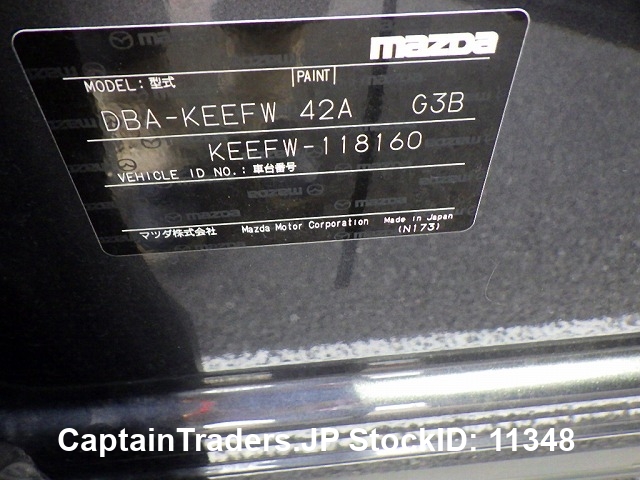 mazda
MODEL: 型式 PAINT
DBA-KEEFW 42A G3B
KEEFW-118160
VEHICLE ID NO.: 車台番号
マツダ株式会社 Mazda Motor Corporation Made in Japan
(N173)
CaptainTraders.JP StockID: 11348